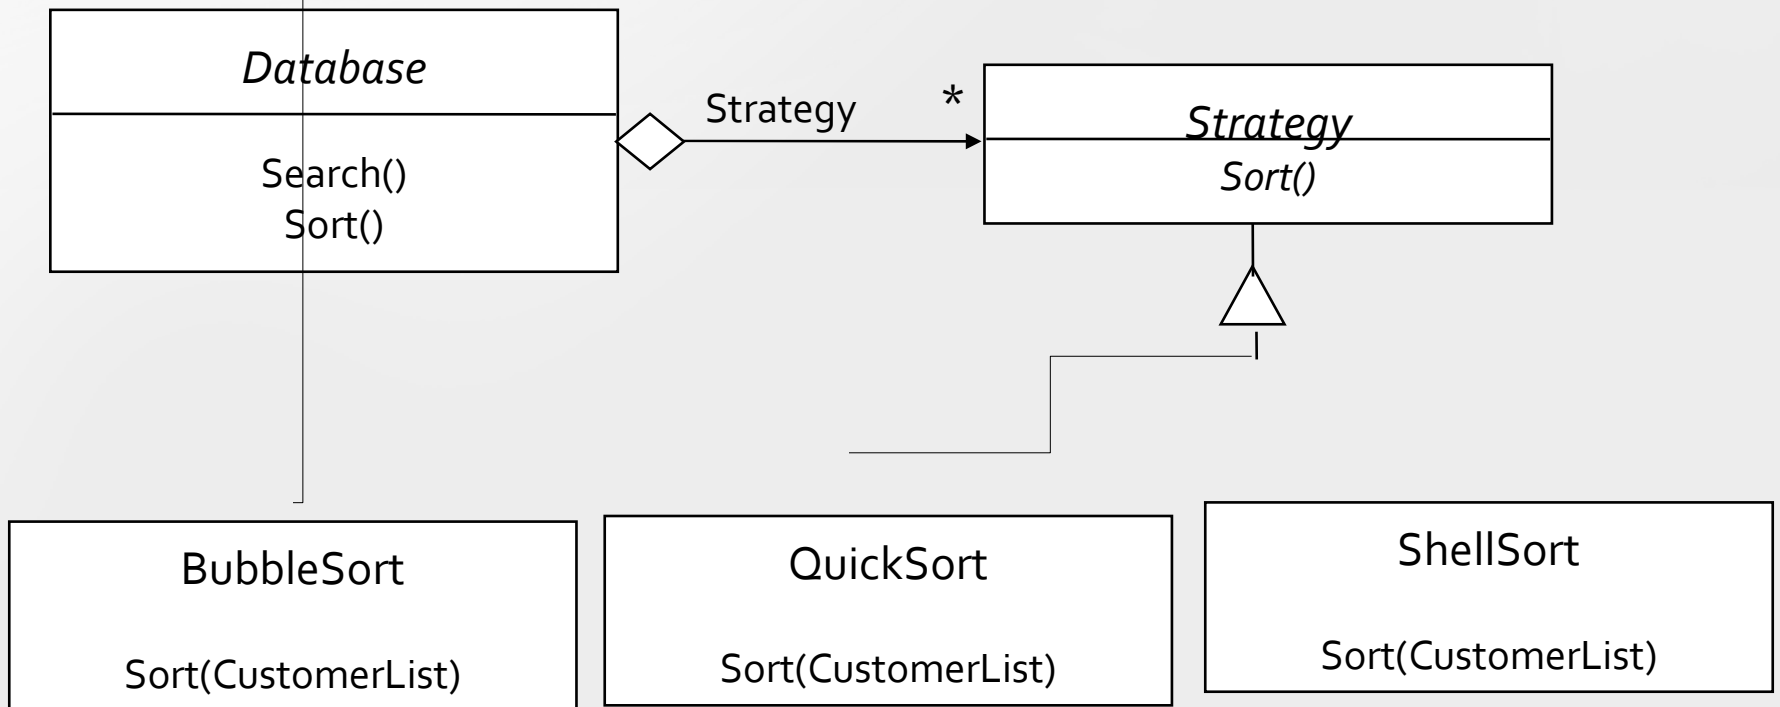 Database
Search()
Sort()
Strategy
*
Strategy
Sort()
BubbleSort
Sort(CustomerList)
QuickSort
Sort(CustomerList)
ShellSort
Sort(CustomerList)